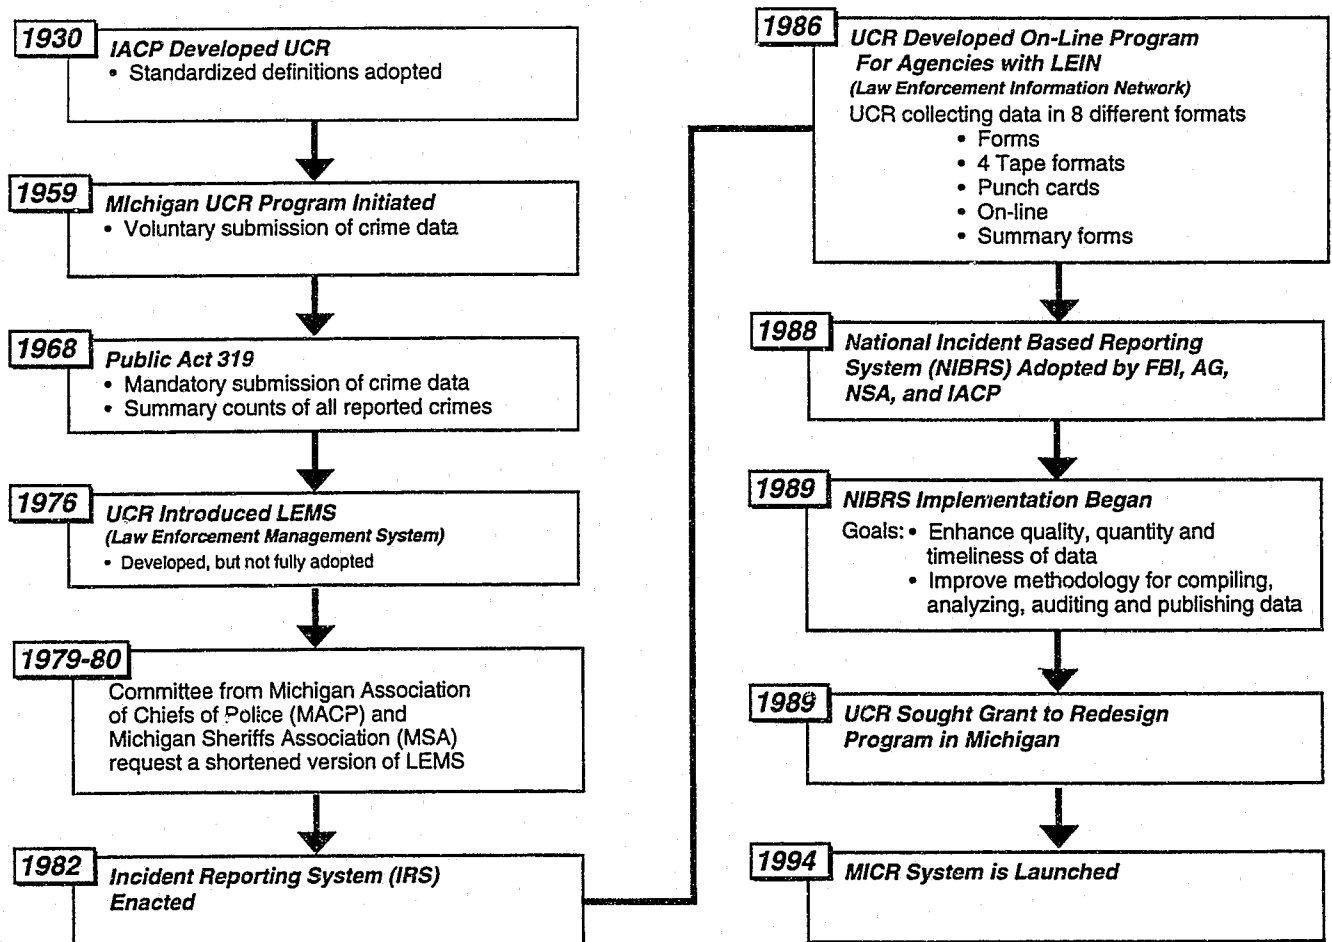 1930
IACP Developed UCR
• Standardized definitions adopted
1959
Michigan UCR Program Initiated
• Voluntary submission of crime data
1968
Public Act 319
• Mandatory submission of crime data
• Summary counts of all reported crimes
1976
UCR Introduced LEMS
(Law Enforcement Management System)
• Developed, but not fully adopted
1979-80
Committee from Michigan Association
of Chiefs of Police (MACP) and
Michigan Sheriffs Association (MSA)
request a shortened version of LEMS
1982
Incident Reporting System (IRS)
Enacted
1986
UCR Developed On-Line Program
For Agencies with LEIN
(Law Enforcement Information Network)
UCR collecting data in 8 different formats
• Forms
• 4 Tape formats
• Punch cards
• On-line
• Summary forms
1988
National Incident Based Reporting
System (NIBRS) Adopted by FBI, AG,
NSA, and IACP
1989
NIBRS Implementation Began
Goals: • Enhance quality, quantity and
timeliness of data
• Improve methodology for compiling,
analyzing, auditing and publishing data
1989
UCR Sought Grant to Redesign
Program in Michigan
1994
MICR System is Launched